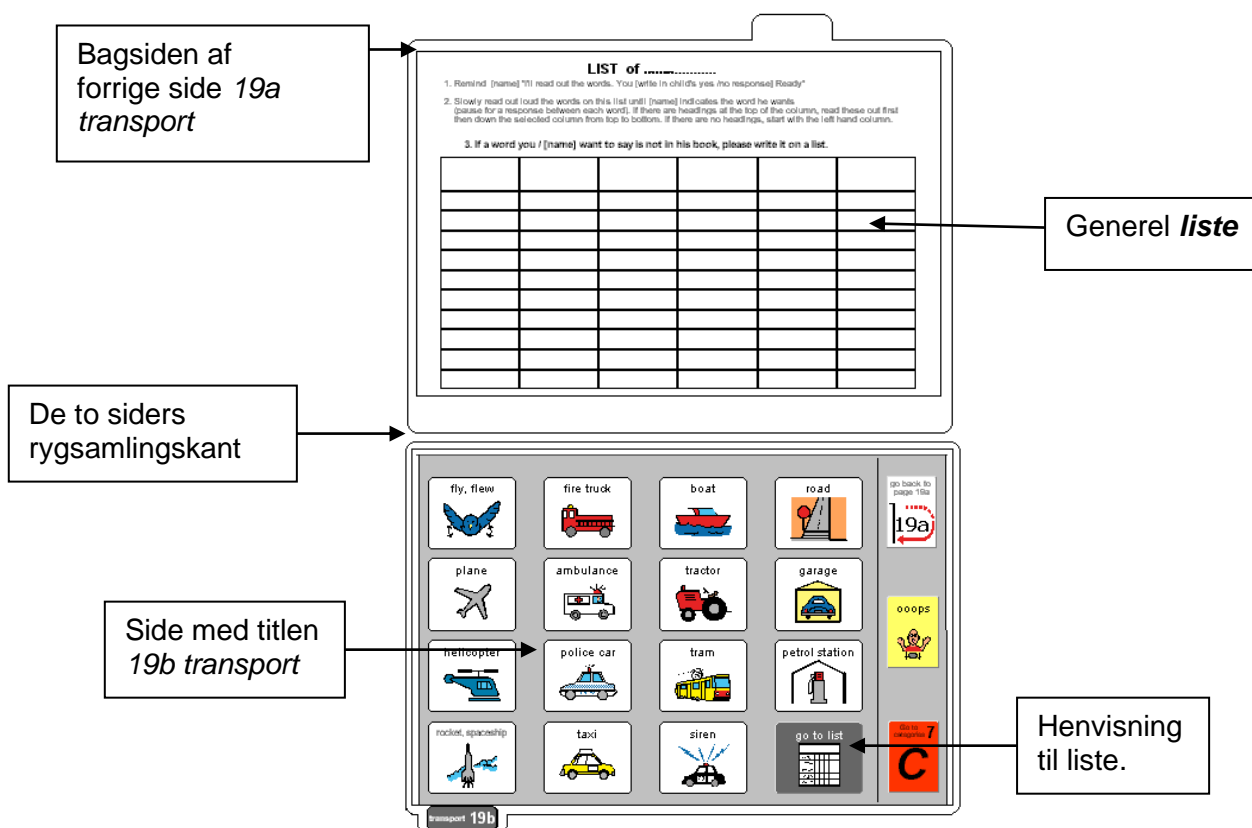 Bagsiden af
forrige side 19a
transport
LIST of ....................
1. Remind [name] "I'll read out the words. You [write in child's yes /no response] Ready"
2. Slowly read out loud the words on this list until [name] indicates the word he wants
(pause for a response between each word). If there are headings at the top of the column, read these out first
then down the selected column from top to bottom. If there are no headings, start with the left hand column.
3. If a word you / [name] want to say is not in his book, please write it on a list.
Generel liste
De to siders
rygsamlingskant
fly, flew
fire truck
boat
road
go back to
page 19a
19a
plane
ambulance
tractor
garage
ooops
Side med titlen
19b transport
helicopter
police car
tram
petrol station
rocket, spaceship
taxi
siren
go to list
Go to
categories 7
C
Henvisning
til liste.
transport 19b